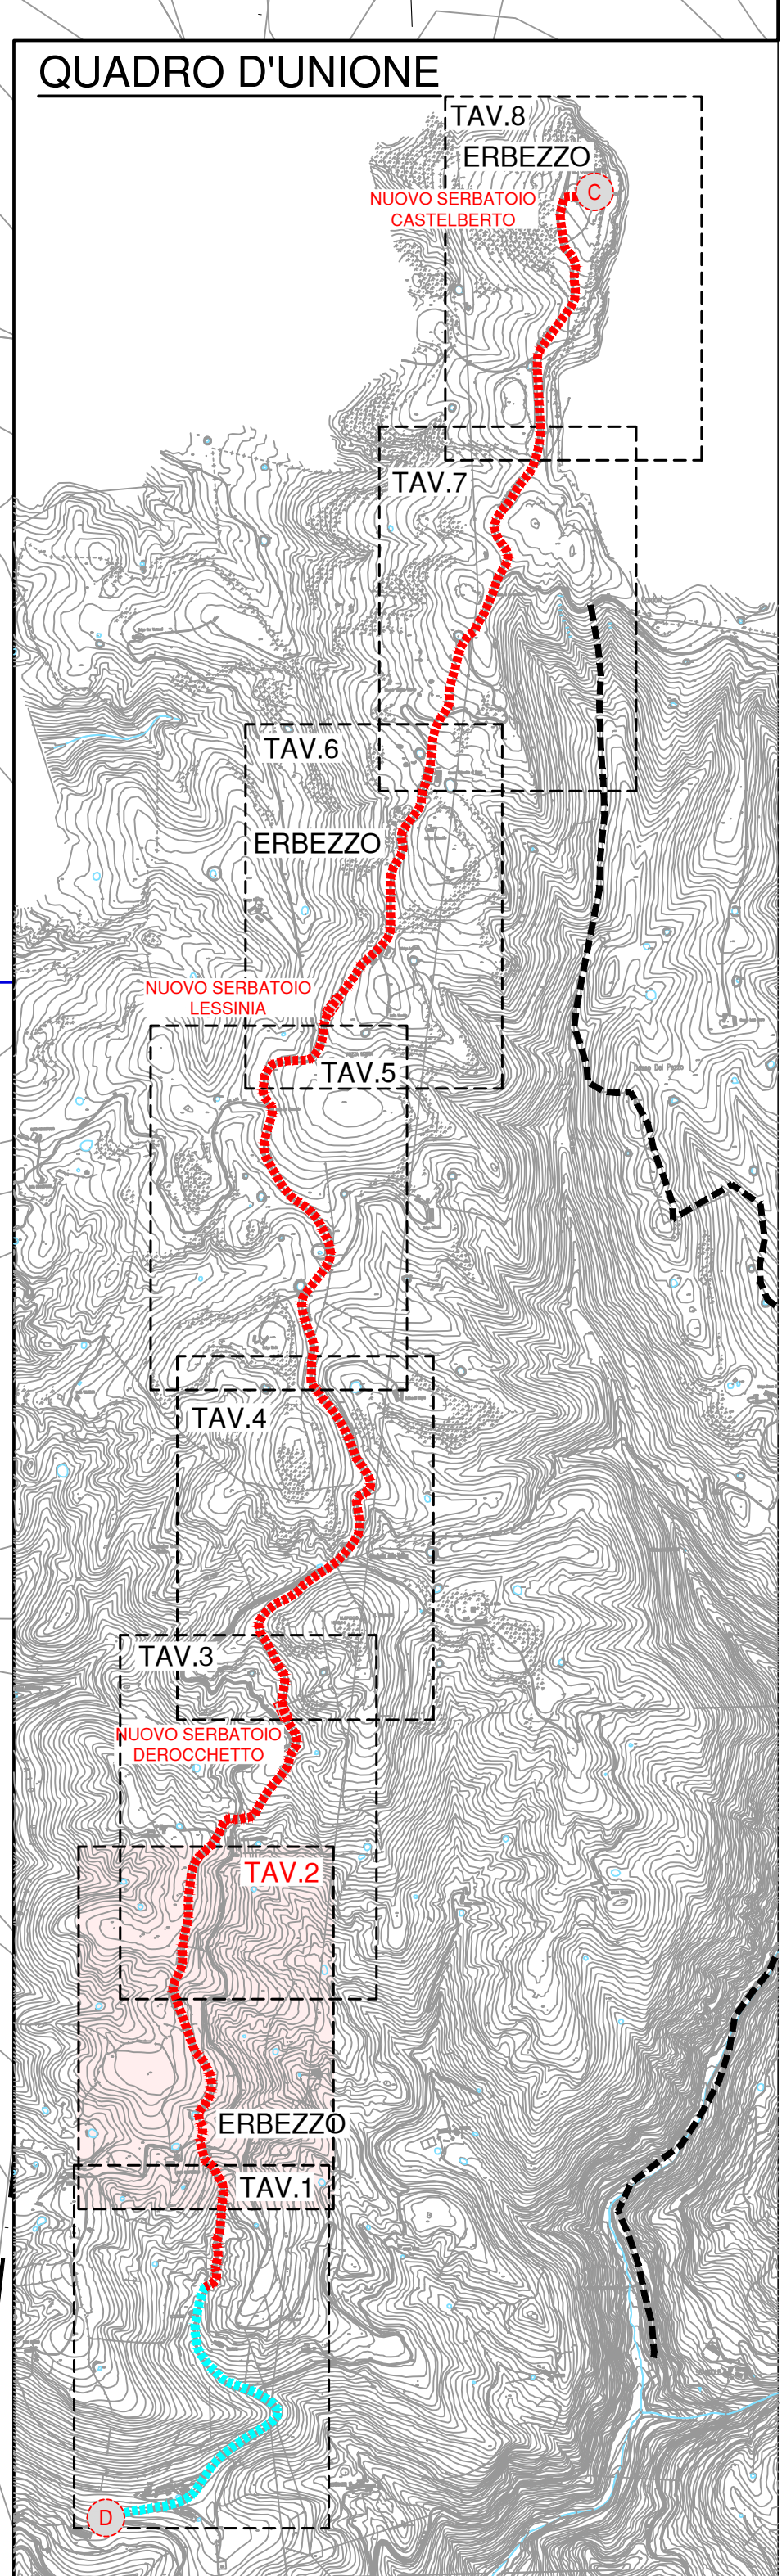 QUADRO D'UNIONE
TAV.8
ERBEZZO
C
NUOVO SERBATOIO
CASTELBERTO
TAV.7
TAV.6
ERBEZZO
NUOVO SERBATOIO
LESSINIA
TAV.5
TAV.4
TAV.3
NUOVO SERBATOIO
DEROCCHETTO
TAV.2
ERBEZZO
TAV.1
D